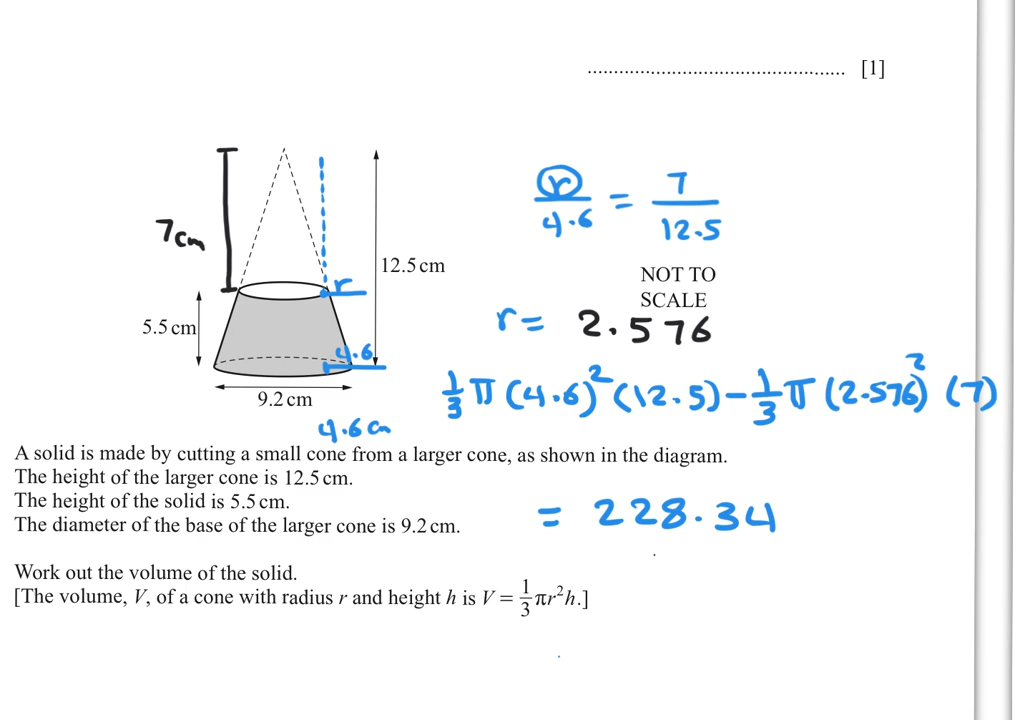 [1]
7cm
12.5 cm
r
5.5 cm
4.6
9.2 cm
4.6 cm
r/4.6 = 7/12.5
NOT TO
SCALE
r = 2.576
1/3 π (4.6)² (12.5) − 1/3 π (2.576)² (7)
A solid is made by cutting a small cone from a larger cone, as shown in the diagram.
The height of the larger cone is 12.5 cm.
The height of the solid is 5.5 cm.
The diameter of the base of the larger cone is 9.2 cm.
= 228.34
Work out the volume of the solid.
[The volume, V, of a cone with radius r and height h is V = 1/3 πr²h.]